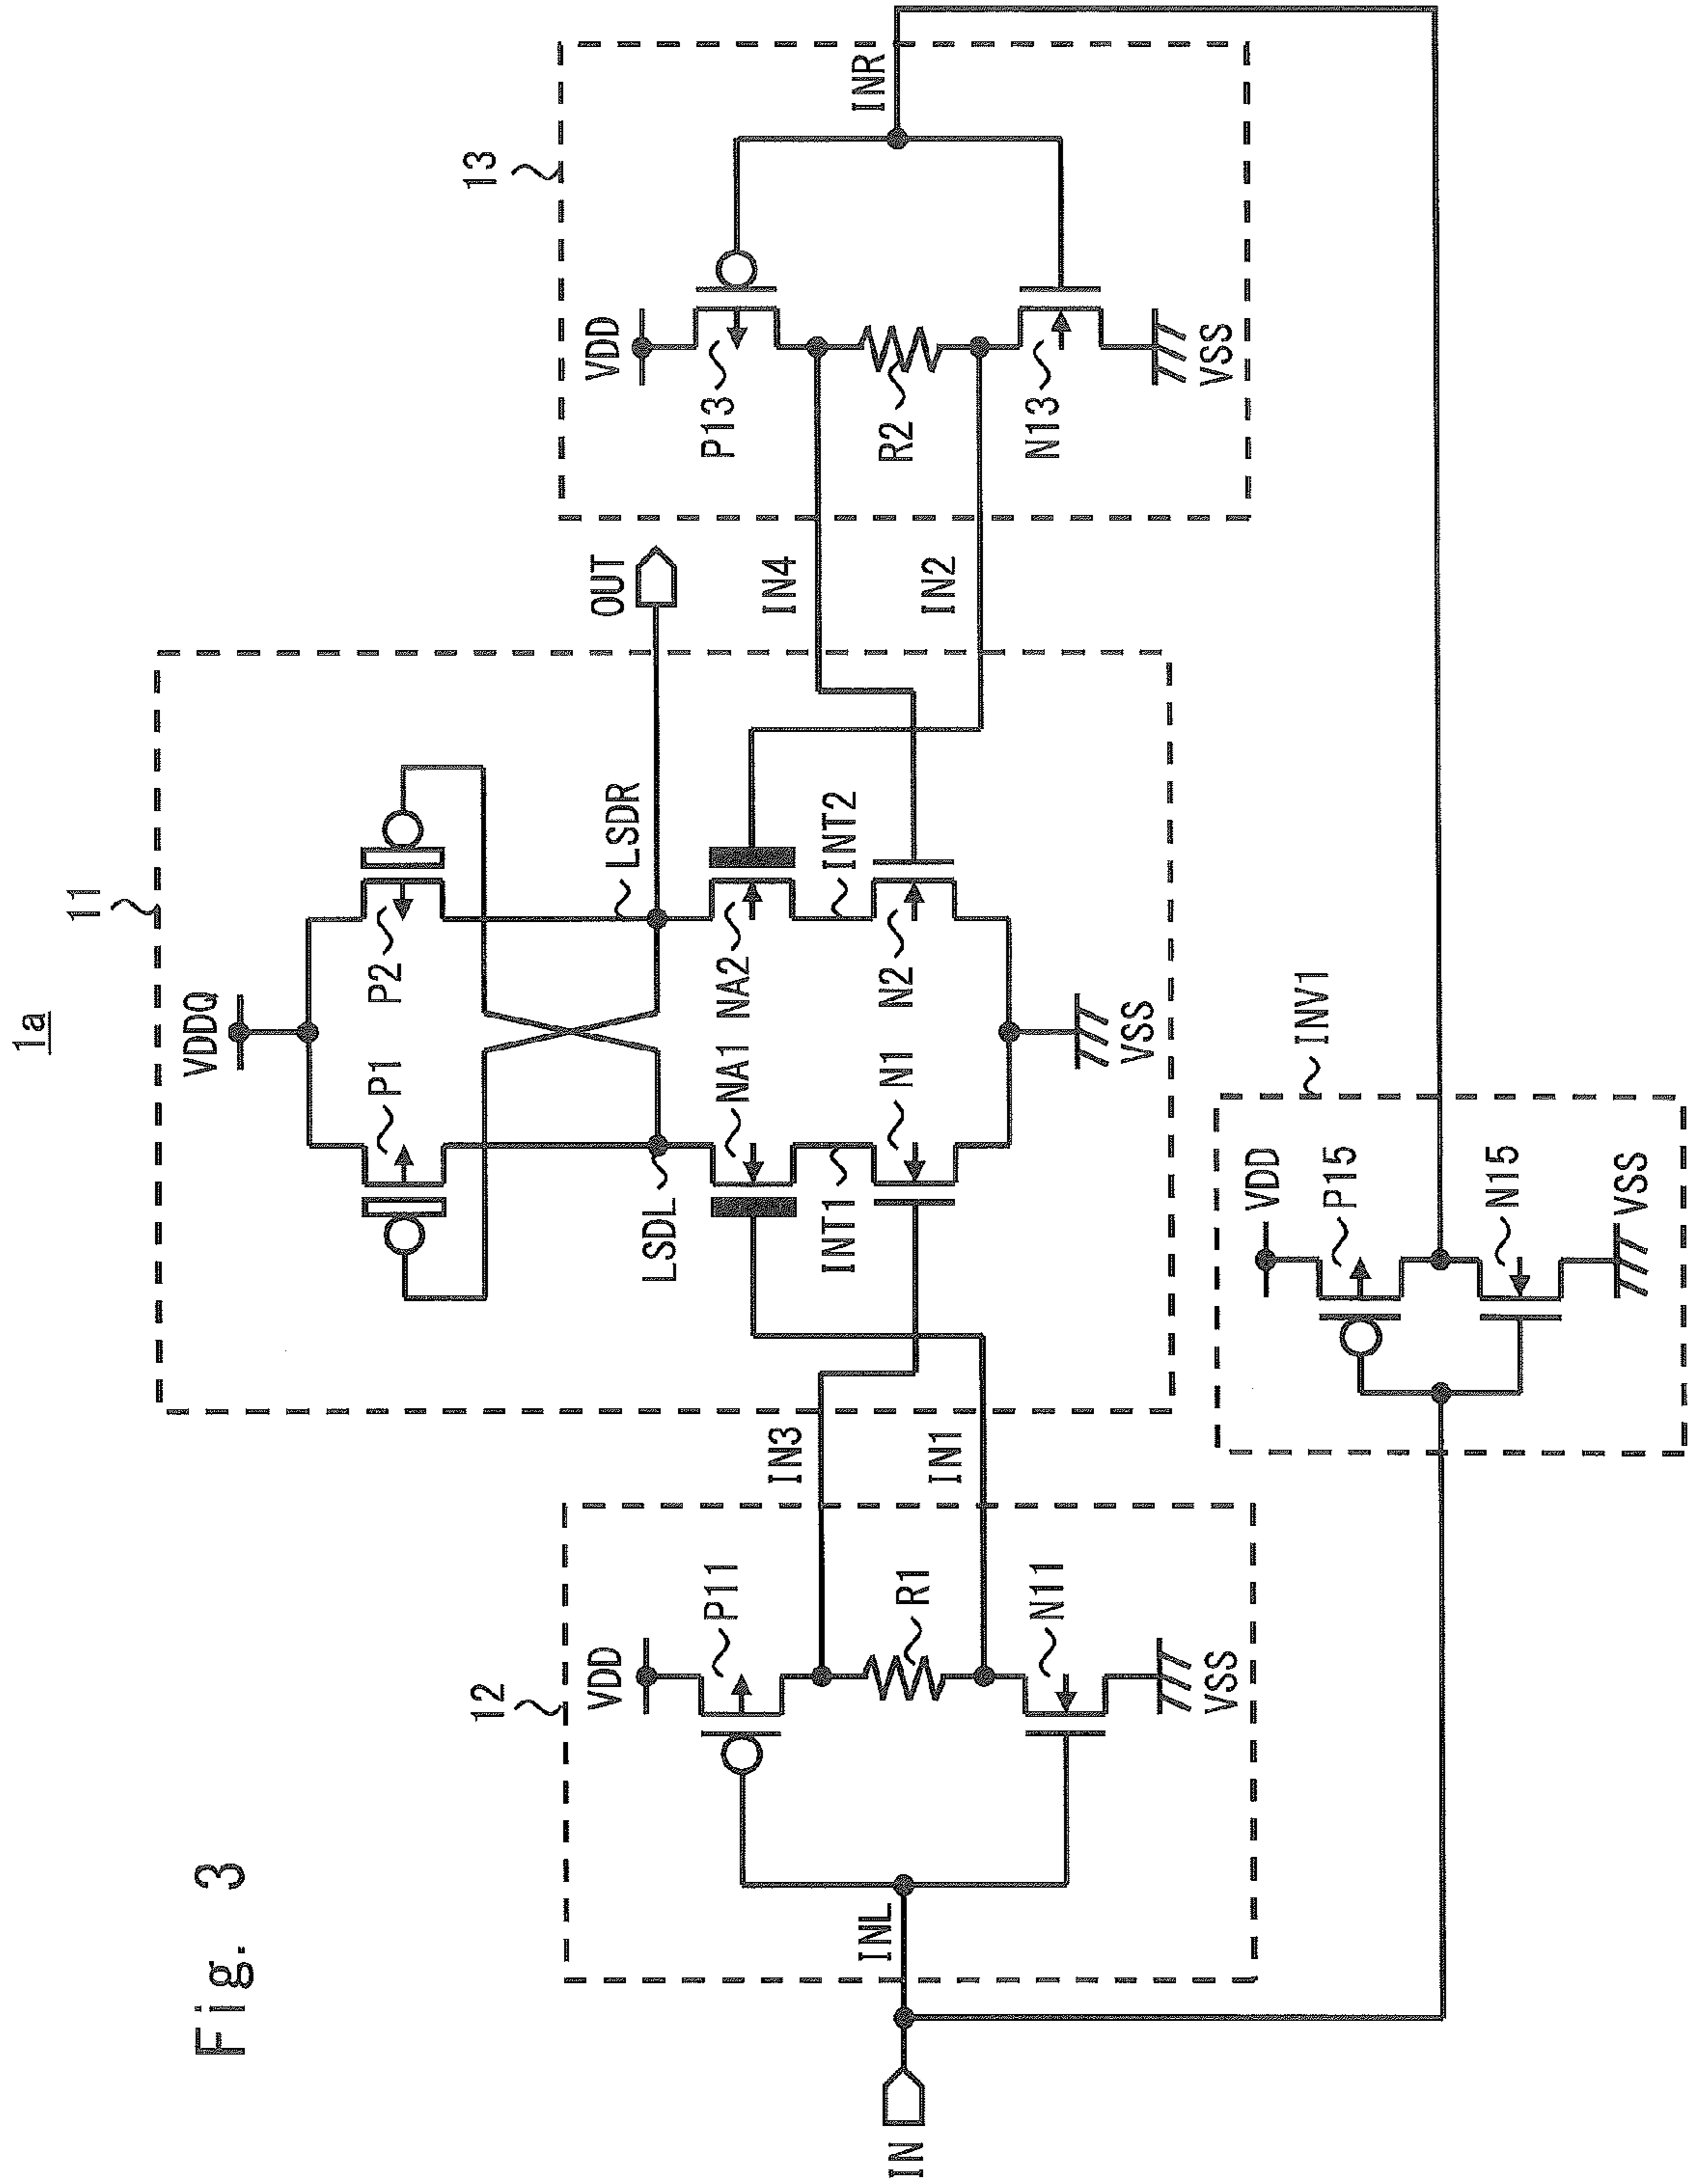 Fig. 3
1a
11
VDDQ
P1
P2
LSDL
LSDR
OUT
NA1
NA2
INT1
INT2
N1
N2
VSS
12
VDD
P11
IN3
R1
IN1
N11
VSS
INL
IN
13
VDD
P13
IN4
R2
IN2
N13
VSS
INR
INV1
VDD
P15
N15
VSS